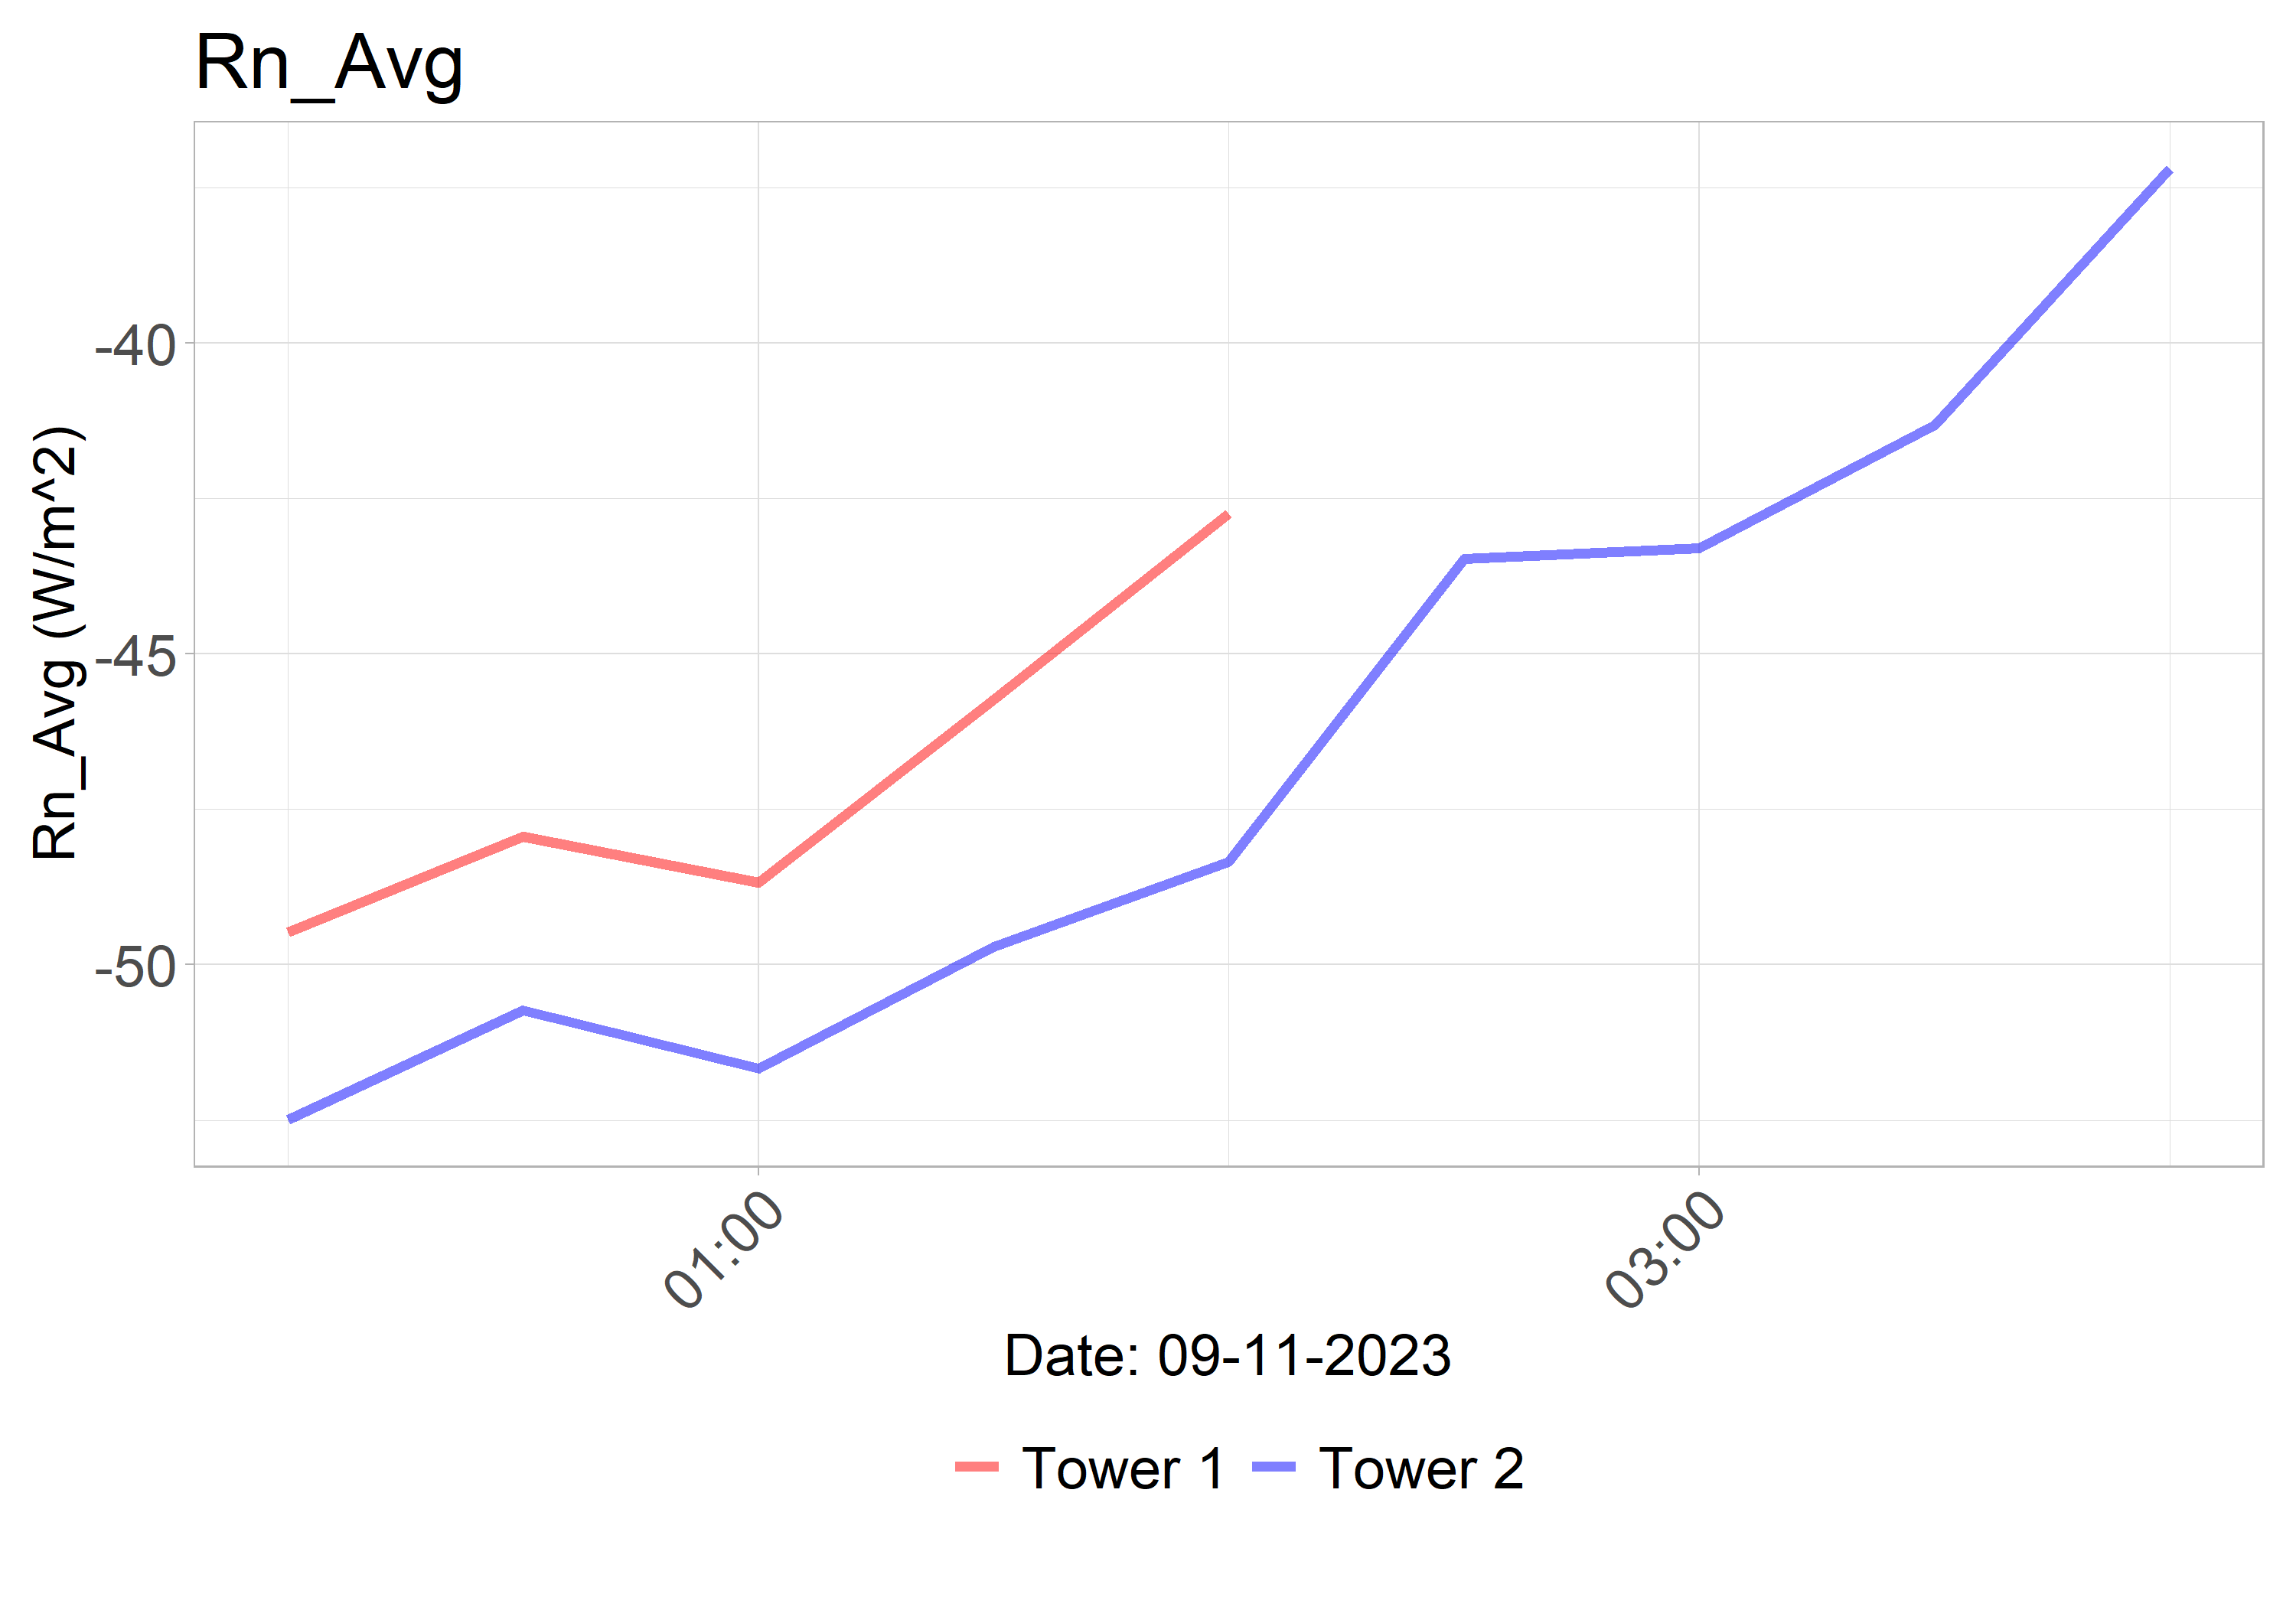 Rn_Avg
Rn_Avg (W/m^2)
-40
-45
-50
01:00
03:00
Date: 09-11-2023
Tower 1
Tower 2